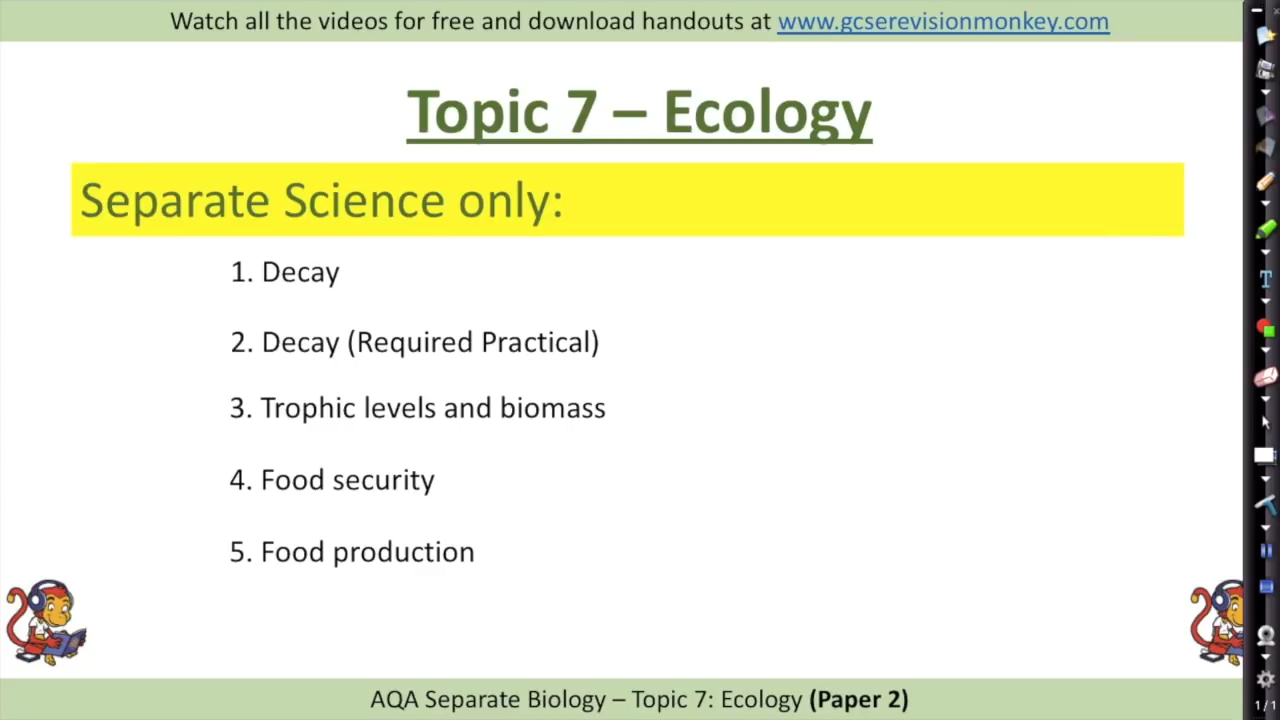 Watch all the videos for free and download handouts at www.gcserevisionmonkey.com
Topic 7 – Ecology
Separate Science only:
1. Decay
2. Decay (Required Practical)
3. Trophic levels and biomass
4. Food security
5. Food production
AQA Separate Biology – Topic 7: Ecology (Paper 2)
T
1/1